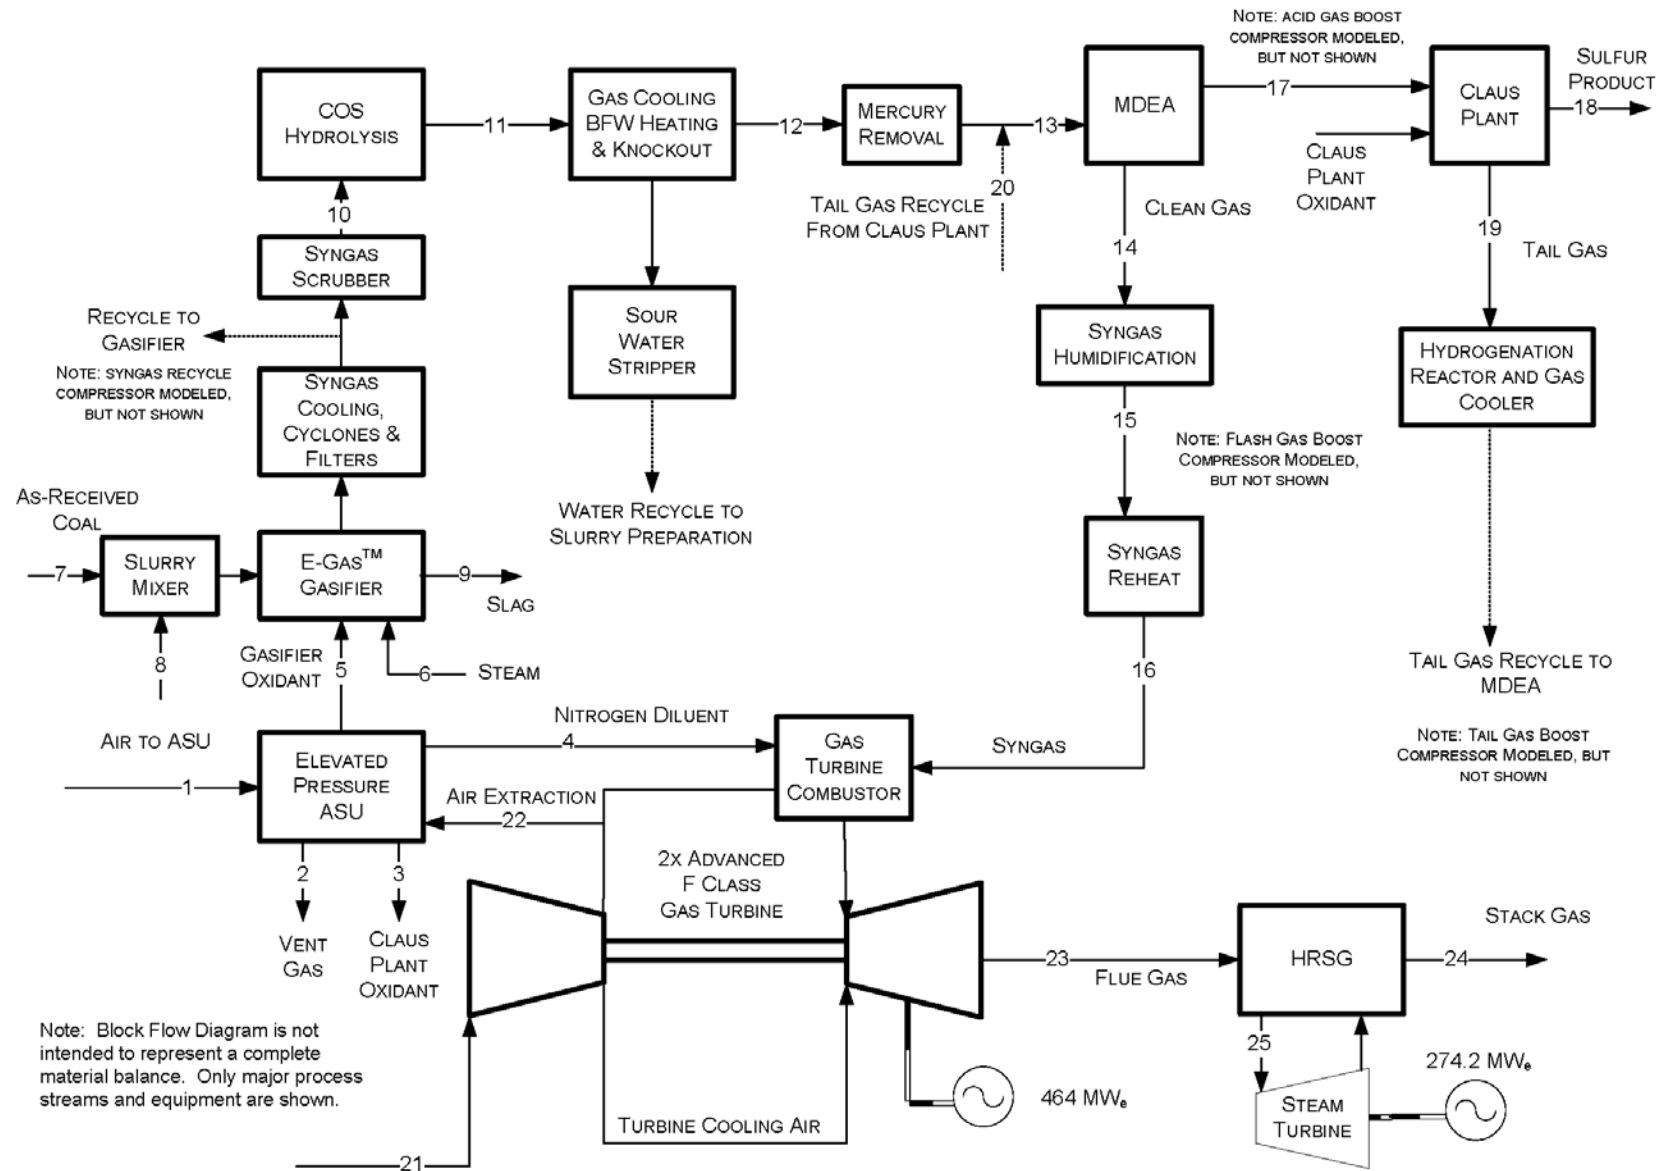 NOTE: ACID GAS BOOST
COMPRESSOR MODELED,
BUT NOT SHOWN
COS
HYDROLYSIS
11
GAS COOLING
BFW HEATING
& KNOCKOUT
12
MERCURY
REMOVAL
13
MDEA
17
CLAUS
PLANT
SULFUR
PRODUCT
18
CLAUS
PLANT
OXIDANT
10
20
TAIL GAS RECYCLE
FROM CLAUS PLANT
CLEAN GAS
14
19
TAIL GAS
SYNGAS
SCRUBBER
RECYCLE TO
GASIFIER
NOTE: SYNGAS RECYCLE
COMPRESSOR MODELED,
BUT NOT SHOWN
SYNGAS
COOLING,
CYCLONES &
FILTERS
SOUR
WATER
STRIPPER
SYNGAS
HUMIDIFICATION
HYDROGENATION
REACTOR AND GAS
COOLER
15
NOTE: FLASH GAS BOOST
COMPRESSOR MODELED,
BUT NOT SHOWN
WATER RECYCLE TO
SLURRY PREPARATION
AS-RECEIVED
COAL
7
SLURRY
MIXER
E-GAS™
GASIFIER
9
SLAG
SYNGAS
REHEAT
8
GASIFIER
OXIDANT
5
6
STEAM
16
TAIL GAS RECYCLE TO
MDEA
NOTE: TAIL GAS BOOST
COMPRESSOR MODELED, BUT
NOT SHOWN
AIR TO ASU
1
ELEVATED
PRESSURE
ASU
NITROGEN DILUENT
4
GAS
TURBINE
COMBUSTOR
SYNGAS
AIR EXTRACTION
22
2
3
VENT
GAS
CLAUS
PLANT
OXIDANT
2X ADVANCED
F CLASS
GAS TURBINE
23
FLUE GAS
HRSG
24
STACK GAS
Note: Block Flow Diagram is not
intended to represent a complete
material balance. Only major process
streams and equipment are shown.
25
274.2 MWe
464 MWe
STEAM
TURBINE
TURBINE COOLING AIR
21